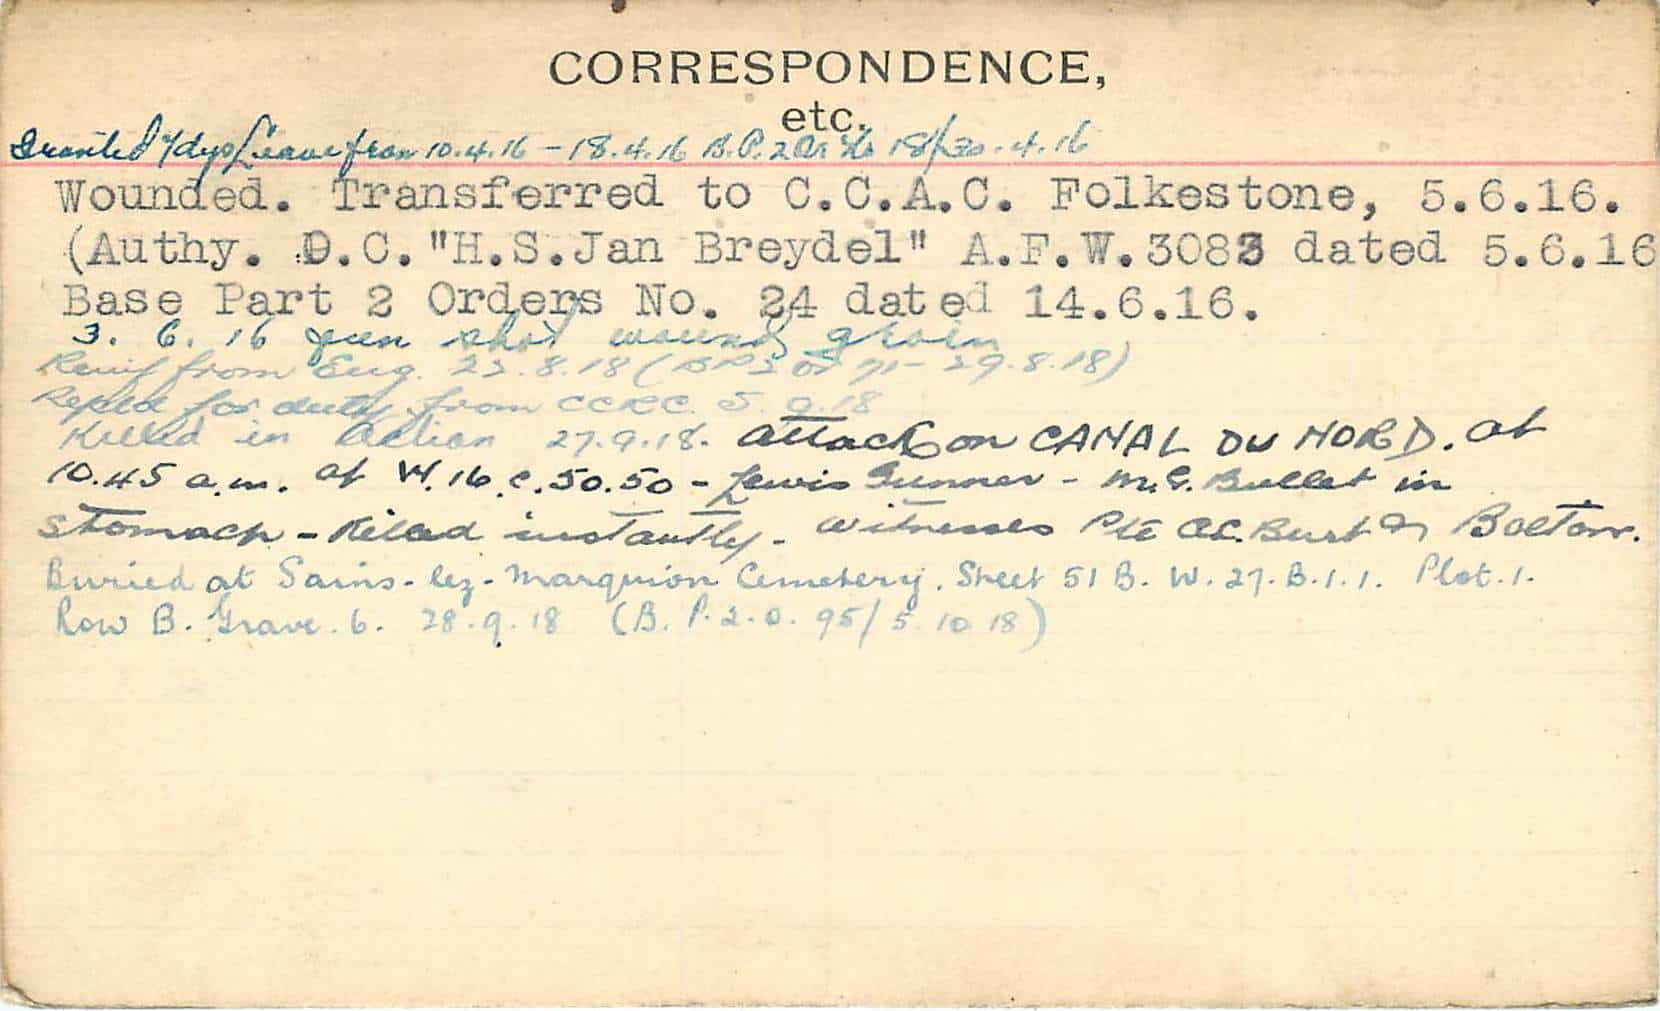 CORRESPONDENCE,
etc.
Granted 7 dys Leave from 10.4.16 - 18.4.16 B.P.2 Or No 18/20.4.16
Wounded. Transferred to C.C.A.C. Folkestone, 5.6.16.
(Authy. O.C."H.S.Jan Breydel" A.F.W.3083 dated 5.6.16
Base Part 2 Orders No. 24 dated 14.6.16.
3. 6. 16 gun shot wound groin
Reinf from Eng. 23.8.18 (BP2 Or 71 - 29.8.18)
Repted for duty from CCRC. 5.9.18
Killed in Action 27.9.18. Attack on CANAL DU NORD. at
10.45 a.m. at W.16.c.50.50 - Lewis Gunner - M.G. Bullet in
stomach - Killed instantly - witnesses Pte A.C. Burt & Bolton.
Buried at Sains-lez-Marquion Cemetery. Sheet 51 B. W. 27. B.1.1. Plot.1.
Row B. Grave.6. 28.9.18 (B.P.2.O. 95/5 10 18)